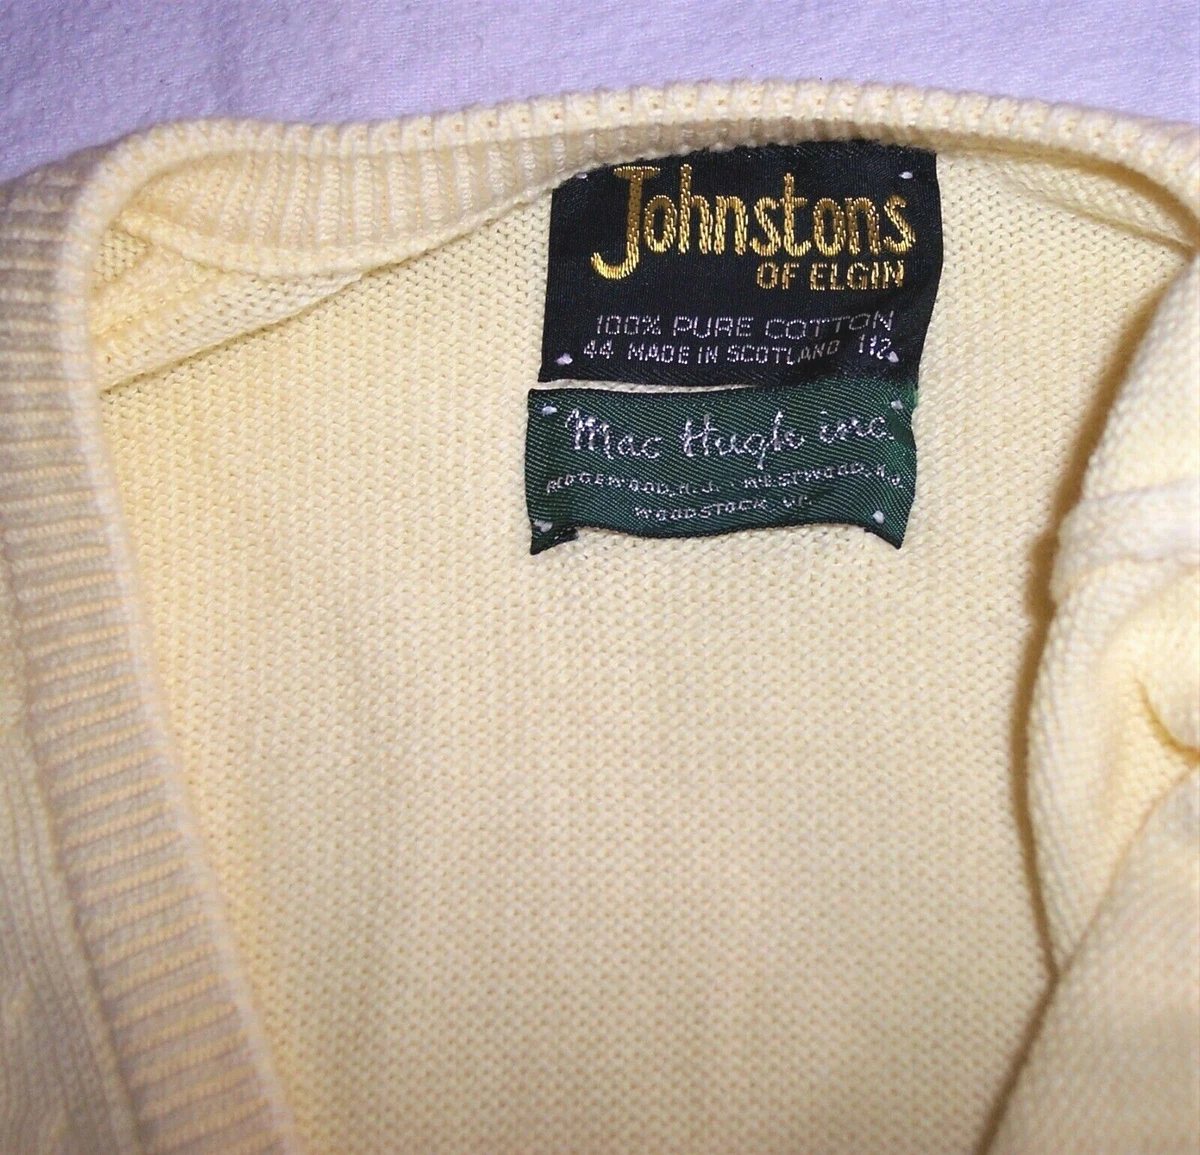 Johnstons
OF ELGIN
100% PURE COTTON
44 MADE IN SCOTLAND 112
Mac Hugh inc.
RIDGEWOOD, N.J. WESTWOOD, N.J.
WOODSTOCK VT.